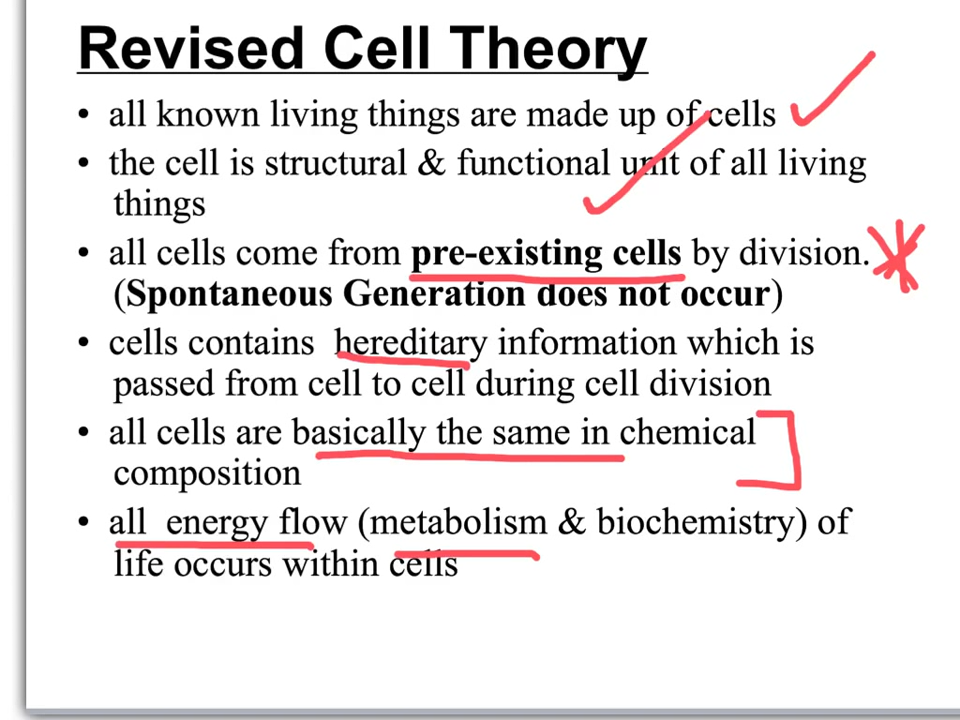 Revised Cell Theory
• all known living things are made up of cells
• the cell is structural & functional unit of all living
things
• all cells come from pre-existing cells by division.
(Spontaneous Generation does not occur)
• cells contains hereditary information which is
passed from cell to cell during cell division
• all cells are basically the same in chemical
composition
• all energy flow (metabolism & biochemistry) of
life occurs within cells